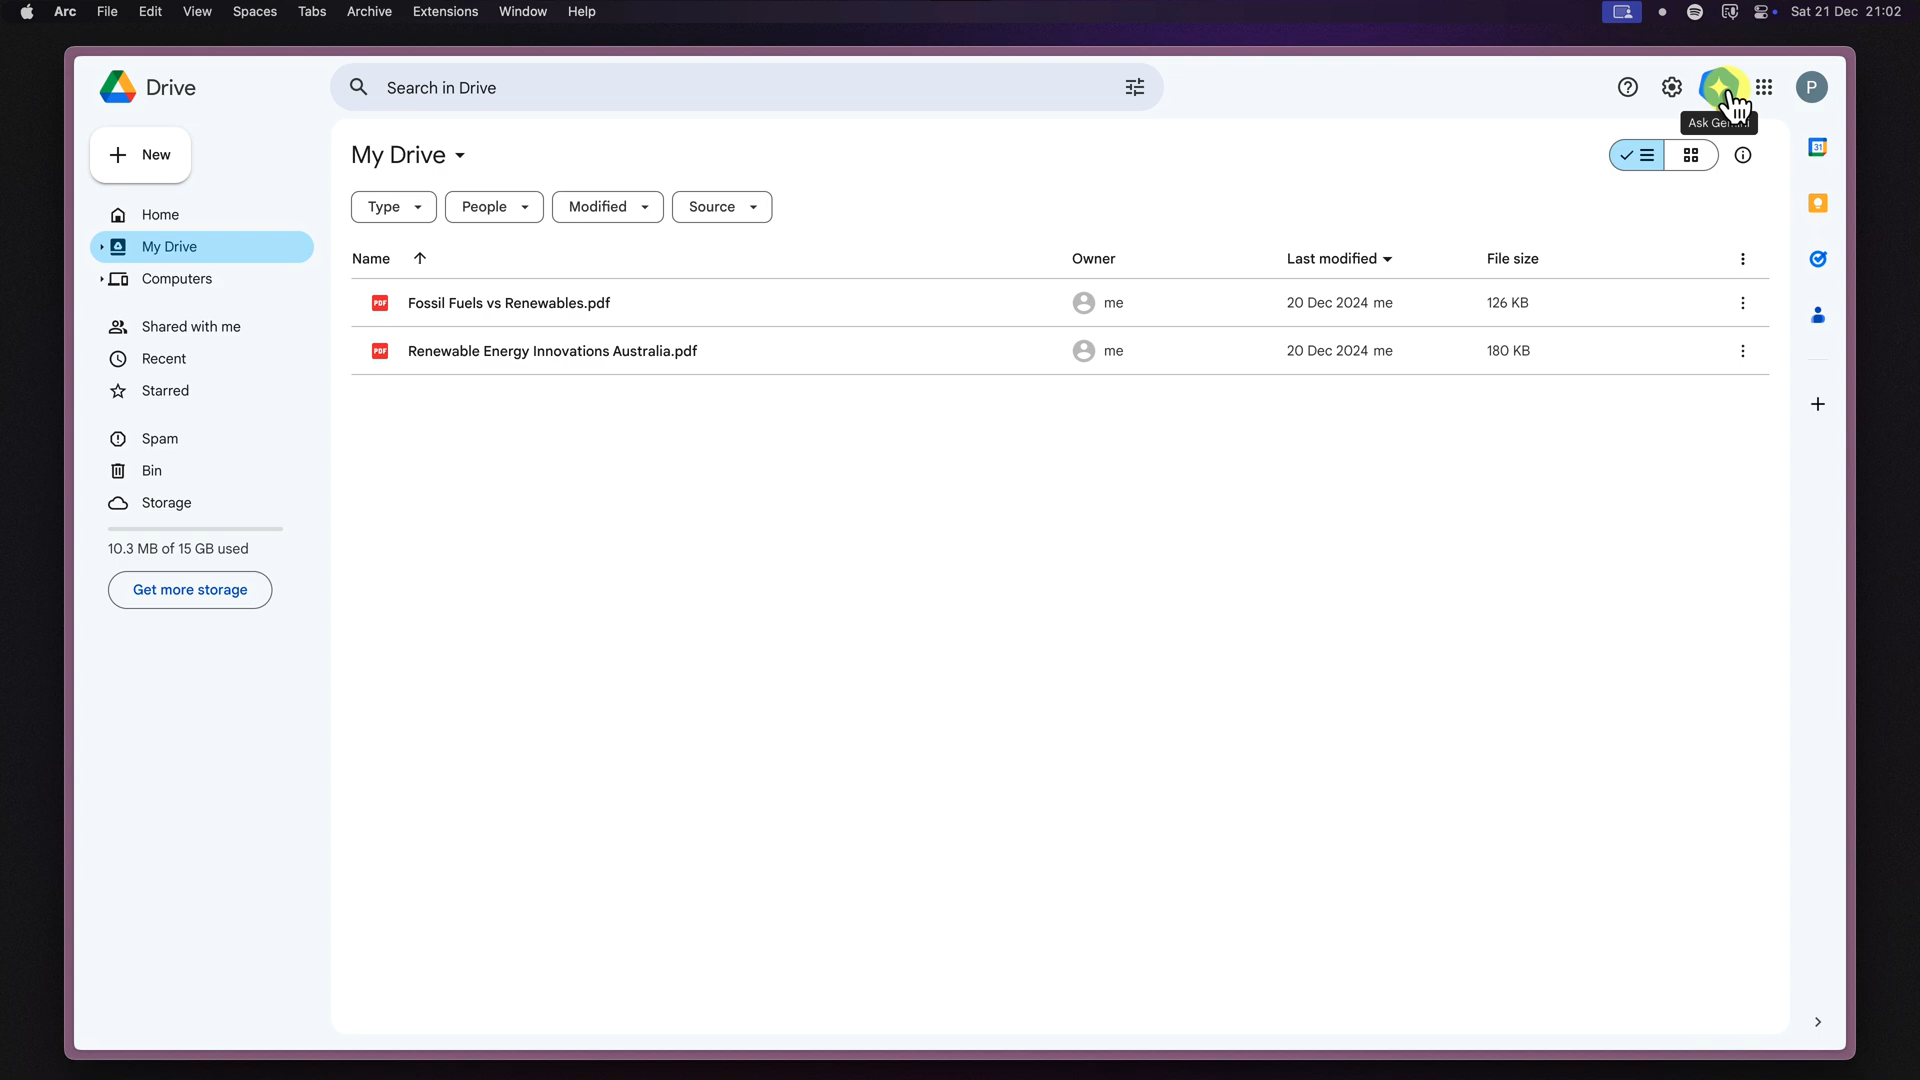 Arc File Edit View Spaces Tabs Archive Extensions Window Help Sat 21 Dec 21:02
Drive
Search in Drive
P
Ask
New
My Drive
31
Type People Modified Source
Home
My Drive
Computers
Name Owner Last modified File size
PDF Fossil Fuels vs Renewables.pdf me 20 Dec 2024 me 126 KB
PDF Renewable Energy Innovations Australia.pdf me 20 Dec 2024 me 180 KB
Shared with me
Recent
Starred
Spam
Bin
Storage
10.3 MB of 15 GB used
Get more storage